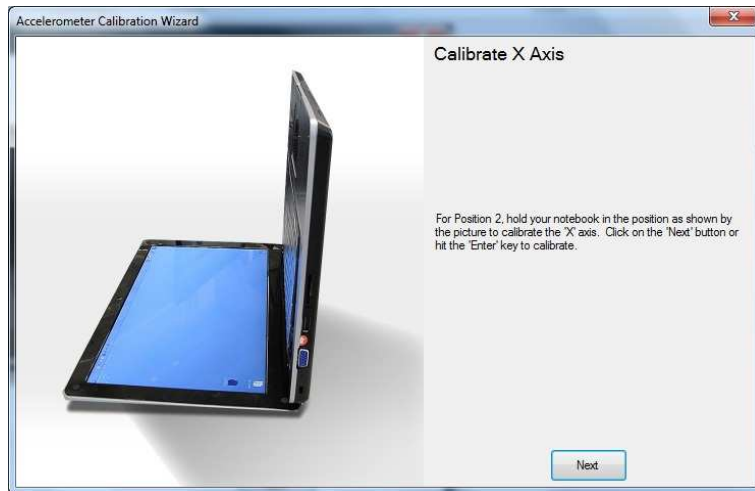 Accelerometer Calibration Wizard
Calibrate X Axis
For Position 2, hold your notebook in the position as shown by
the picture to calibrate the 'X' axis. Click on the 'Next' button or
hit the 'Enter' key to calibrate.
Next